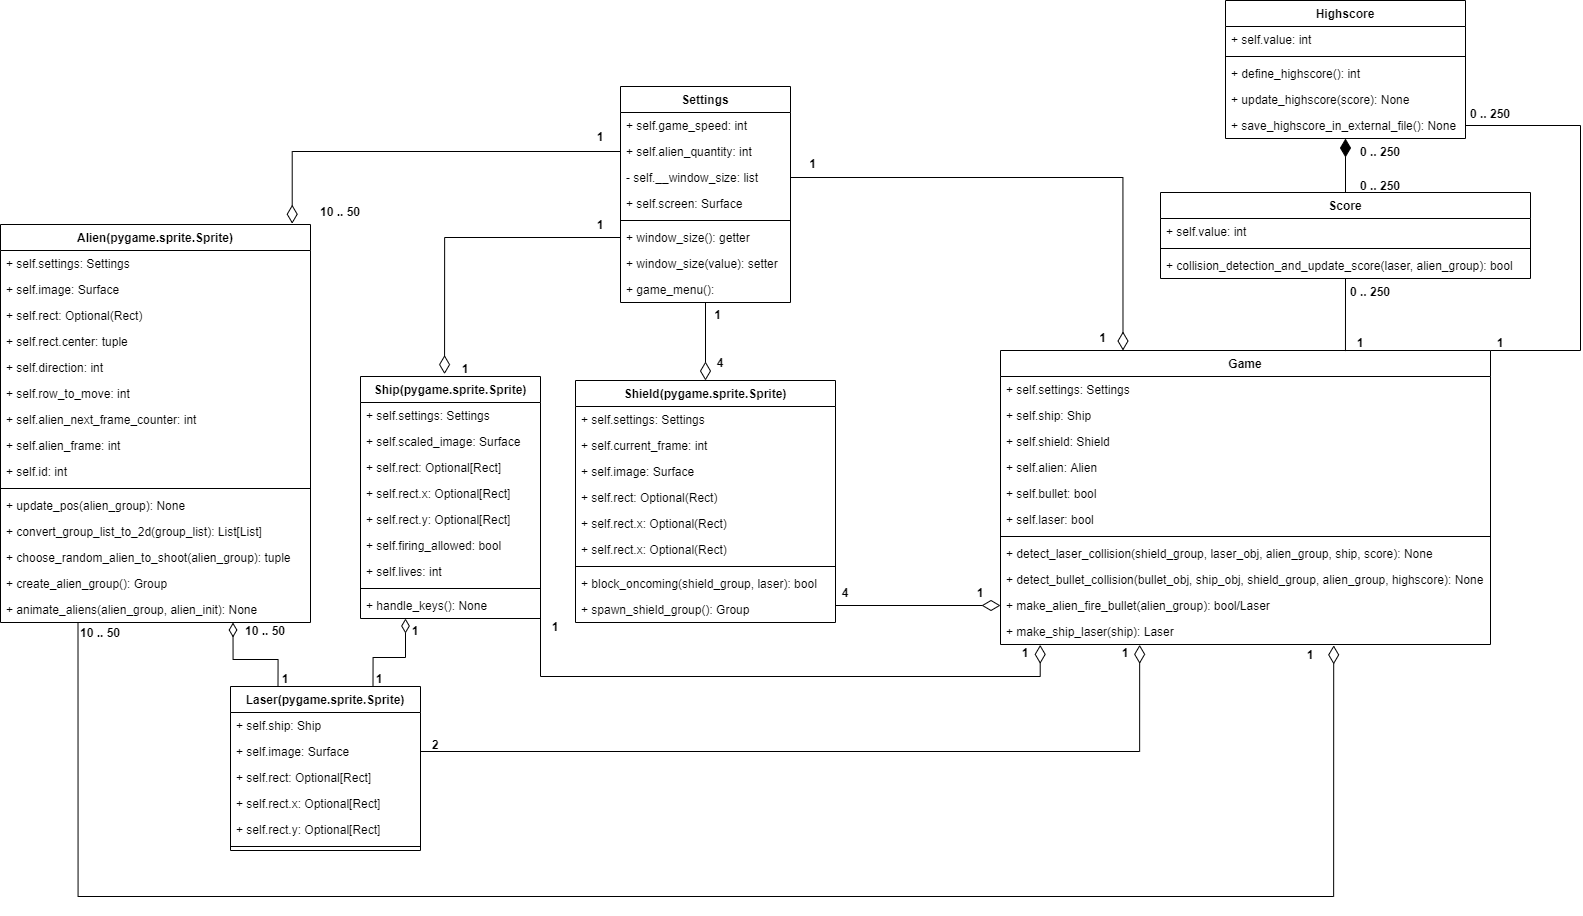 Highscore
+ self.value: int
+ define_highscore(): int
+ update_highscore(score): None
+ save_highscore_in_external_file(): None
0 .. 250
0 .. 250
0 .. 250
Score
+ self.value: int
+ collision_detection_and_update_score(laser, alien_group): bool
0 .. 250
1
1
Settings
+ self.game_speed: int
+ self.alien_quantity: int
- self.__window_size: list
+ self.screen: Surface
+ window_size(): getter
+ window_size(value): setter
+ game_menu():
1
1
1
1
10 .. 50
1
4
1
Alien(pygame.sprite.Sprite)
+ self.settings: Settings
+ self.image: Surface
+ self.rect: Optional(Rect)
+ self.rect.center: tuple
+ self.direction: int
+ self.row_to_move: int
+ self.alien_next_frame_counter: int
+ self.alien_frame: int
+ self.id: int
+ update_pos(alien_group): None
+ convert_group_list_to_2d(group_list): List[List]
+ choose_random_alien_to_shoot(alien_group): tuple
+ create_alien_group(): Group
+ animate_aliens(alien_group, alien_init): None
10 .. 50
10 .. 50
Ship(pygame.sprite.Sprite)
+ self.settings: Settings
+ self.scaled_image: Surface
+ self.rect: Optional[Rect]
+ self.rect.x: Optional[Rect]
+ self.rect.y: Optional[Rect]
+ self.firing_allowed: bool
+ self.lives: int
+ handle_keys(): None
1
1
Shield(pygame.sprite.Sprite)
+ self.settings: Settings
+ self.current_frame: int
+ self.image: Surface
+ self.rect: Optional(Rect)
+ self.rect.x: Optional(Rect)
+ self.rect.x: Optional(Rect)
+ block_oncoming(shield_group, laser): bool
+ spawn_shield_group(): Group
4
1
Game
+ self.settings: Settings
+ self.ship: Ship
+ self.shield: Shield
+ self.alien: Alien
+ self.bullet: bool
+ self.laser: bool
+ detect_laser_collision(shield_group, laser_obj, alien_group, ship, score): None
+ detect_bullet_collision(bullet_obj, ship_obj, shield_group, alien_group, highscore): None
+ make_alien_fire_bullet(alien_group): bool/Laser
+ make_ship_laser(ship): Laser
1
1
1
1
1
Laser(pygame.sprite.Sprite)
+ self.ship: Ship
+ self.image: Surface
+ self.rect: Optional[Rect]
+ self.rect.x: Optional[Rect]
+ self.rect.y: Optional[Rect]
2